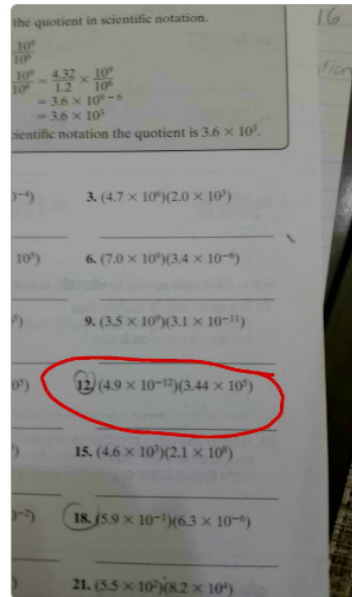 the quotient in scientific notation.
16
10⁹
10⁶
10⁹/10⁶ = 4.32/1.2 × 10⁹/10⁶
= 3.6 × 10⁹⁻⁶
= 3.6 × 10³
cientific notation the quotient is 3.6 × 10³.
⁻⁴)
3. (4.7 × 10⁶)(2.0 × 10³)
10⁵)
6. (7.0 × 10⁹)(3.4 × 10⁻⁶)
9. (3.5 × 10⁹)(3.1 × 10⁻¹¹)
12. (4.9 × 10⁻¹²)(3.44 × 10⁵)
15. (4.6 × 10³)(2.1 × 10⁸)
⁻²)
18. (5.9 × 10⁻¹)(6.3 × 10⁻⁶)
21. (5.5 × 10²)(8.2 × 10⁴)